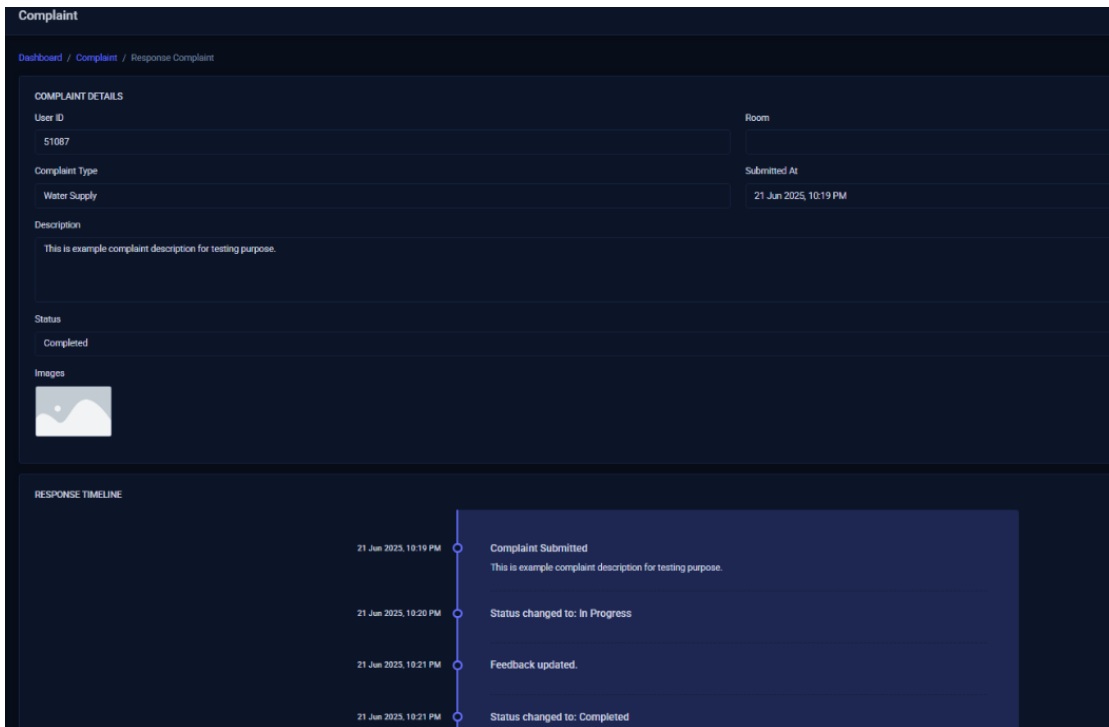 Complaint
Dashboard / Complaint / Response Complaint
COMPLAINT DETAILS
User ID
Room
51087
Complaint Type
Submitted At
Water Supply
21 Jun 2025, 10:19 PM
Description
This is example complaint description for testing purpose.
Status
Completed
Images
RESPONSE TIMELINE
21 Jun 2025, 10:19 PM
Complaint Submitted
This is example complaint description for testing purpose.
21 Jun 2025, 10:20 PM
Status changed to: In Progress
21 Jun 2025, 10:21 PM
Feedback updated.
21 Jun 2025, 10:21 PM
Status changed to: Completed